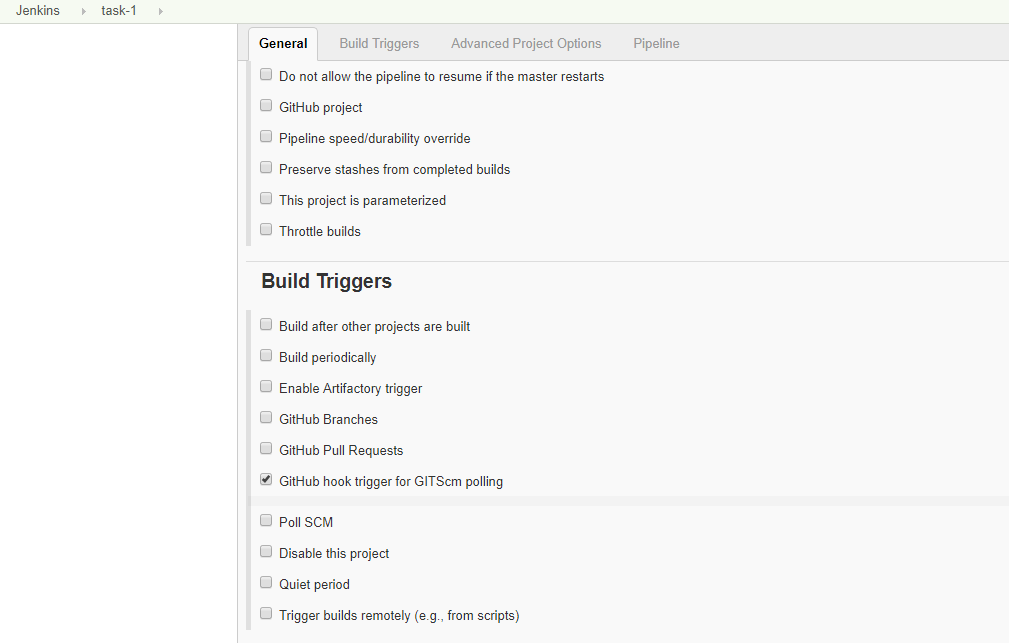 Jenkins task-1
General Build Triggers Advanced Project Options Pipeline
Do not allow the pipeline to resume if the master restarts
GitHub project
Pipeline speed/durability override
Preserve stashes from completed builds
This project is parameterized
Throttle builds
Build Triggers
Build after other projects are built
Build periodically
Enable Artifactory trigger
GitHub Branches
GitHub Pull Requests
GitHub hook trigger for GITScm polling
Poll SCM
Disable this project
Quiet period
Trigger builds remotely (e.g., from scripts)